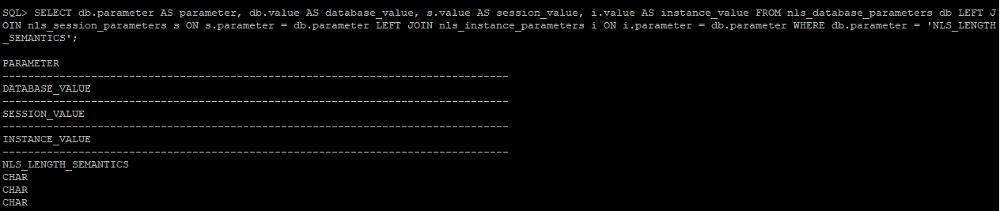 SQL> SELECT db.parameter AS parameter, db.value AS database_value, s.value AS session_value, i.value AS instance_value FROM nls_database_parameters db LEFT J
OIN nls_session_parameters s ON s.parameter = db.parameter LEFT JOIN nls_instance_parameters i ON i.parameter = db.parameter WHERE db.parameter = 'NLS_LENGTH
_SEMANTICS';
PARAMETER
--------------------------------------------------------------------------------
DATABASE_VALUE
--------------------------------------------------------------------------------
SESSION_VALUE
--------------------------------------------------------------------------------
INSTANCE_VALUE
--------------------------------------------------------------------------------
NLS_LENGTH_SEMANTICS
CHAR
CHAR
CHAR